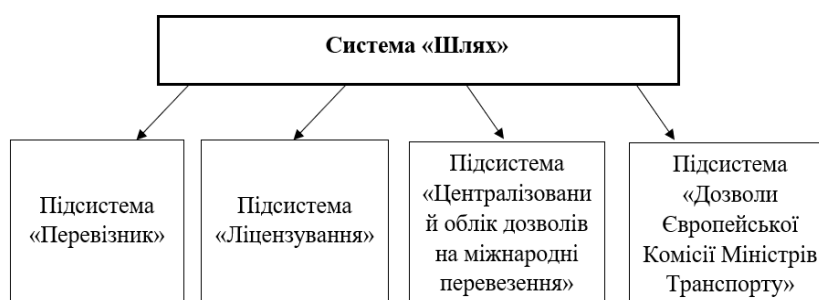 Система «Шлях»
Підсистема
«Перевізник»
Підсистема
«Ліцензування»
Підсистема
«Централізовани
й облік дозволів
на міжнародні
перевезення»
Підсистема
«Дозволи
Європейської
Комісії Міністрів
Транспорту»